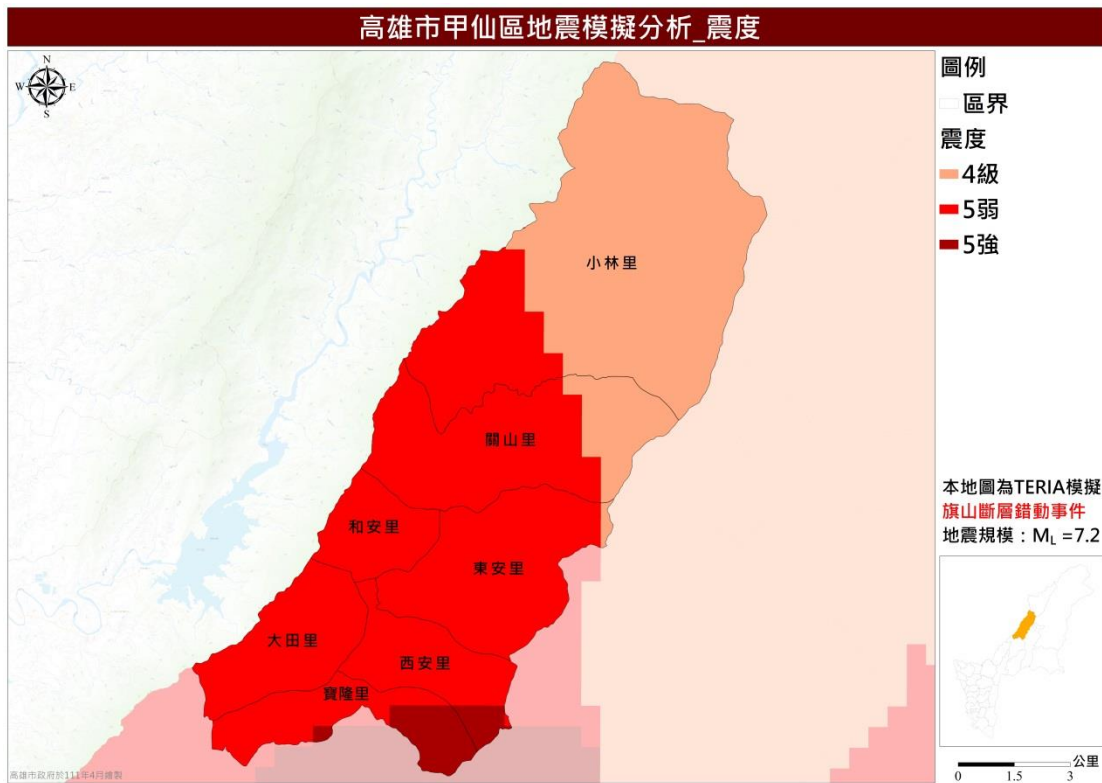 高雄市甲仙區地震模擬分析_震度
N
W
E
S
圖例
區界
震度
4級
5弱
5強
小林里
關山里
和安里
東安里
大田里
西安里
寶隆里
本地圖為TERIA模擬
旗山斷層錯動事件
地震規模：ML =7.2
公里
0 1.5 3
高雄市政府於111年4月繪製